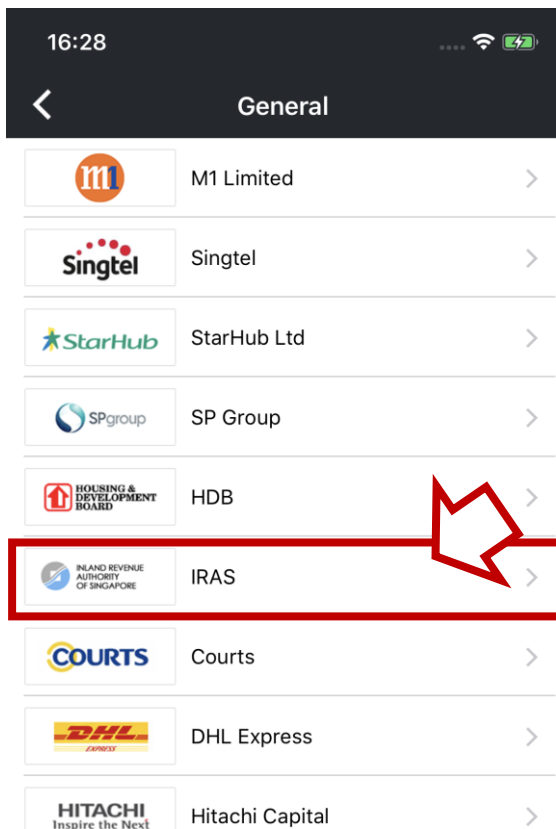 16:28
General
m1
M1 Limited
Singtel
Singtel
StarHub
StarHub Ltd
SPgroup
SP Group
HOUSING &
DEVELOPMENT
BOARD
HDB
INLAND REVENUE
AUTHORITY
OF SINGAPORE
IRAS
COURTS
Courts
DHL
EXPRESS
DHL Express
HITACHI
Inspire the Next
Hitachi Capital